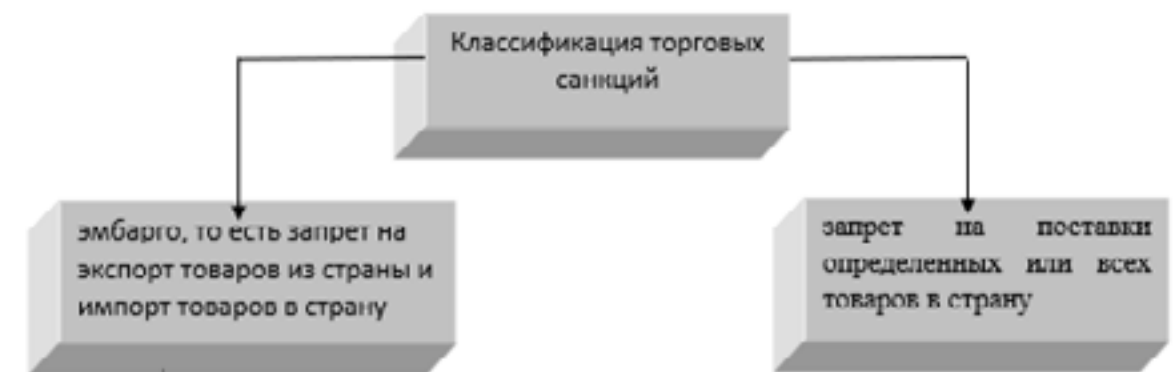 Классификация торговых
санкций
эмбарго, то есть запрет на
экспорт товаров из страны и
импорт товаров в страну
запрет на поставки
определенных или всех
товаров в страну